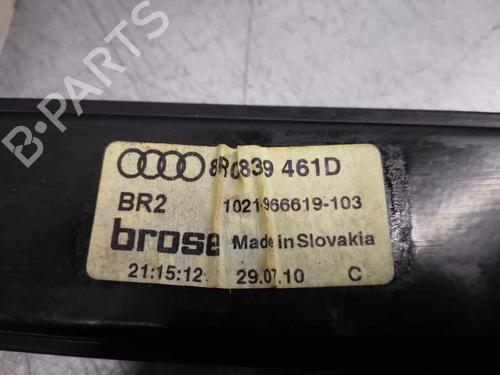 8R0839 461D
BR2 1021966619-103
brose Made in Slovakia
21:15:12 29.07.10 C
B-PARTS